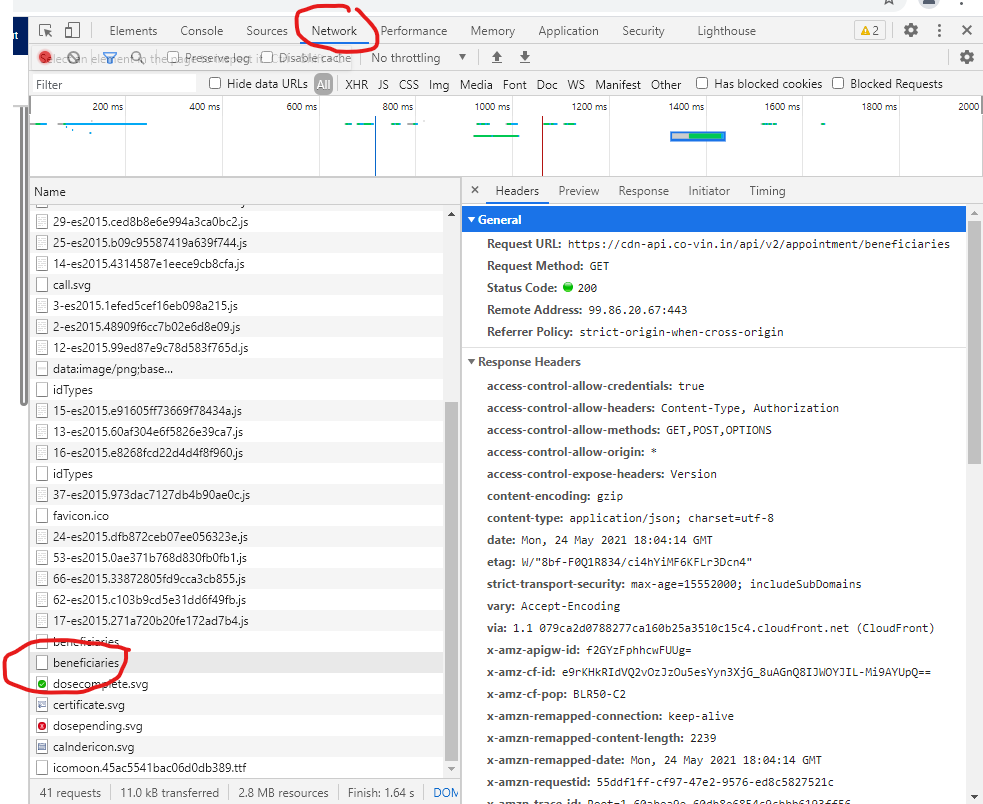 nt
Elements Console Sources Network Performance Memory Application Security Lighthouse 2
Preserve log Disable cache No throttling
Filter Hide data URLs All XHR JS CSS Img Media Font Doc WS Manifest Other Has blocked cookies Blocked Requests
200 ms 400 ms 600 ms 800 ms 1000 ms 1200 ms 1400 ms 1600 ms 1800 ms 2000
Name
29-es2015.ced8b8e6e994a3ca0bc2.js
25-es2015.b09c95587419a639f744.js
14-es2015.4314587e1eece9cb8cfa.js
call.svg
3-es2015.1efed5cef16eb098a215.js
2-es2015.48909f6cc7b02e6d8e09.js
12-es2015.99ed87e9c78d583f765d.js
data:image/png;base...
idTypes
15-es2015.e91605ff73669f78434a.js
13-es2015.60af304e6f5826e39ca7.js
16-es2015.e8268fcd22d4d4f8f960.js
idTypes
37-es2015.973dac7127db4b90ae0c.js
favicon.ico
24-es2015.dfb872ceb07ee056323e.js
53-es2015.0ae371b768d830fb0fb1.js
66-es2015.33872805fd9cca3cb855.js
62-es2015.c103b9cd5e31dd6f49fb.js
17-es2015.271a720b20fe172ad7b4.js
beneficiaries
beneficiaries
dosecomplete.svg
certificate.svg
dosepending.svg
calndericon.svg
icomoon.45ac5541bac06d0db389.ttf
41 requests 11.0 kB transferred 2.8 MB resources Finish: 1.64 s DOM
Headers Preview Response Initiator Timing
General
Request URL: https://cdn-api.co-vin.in/api/v2/appointment/beneficiaries
Request Method: GET
Status Code: 200
Remote Address: 99.86.20.67:443
Referrer Policy: strict-origin-when-cross-origin
Response Headers
access-control-allow-credentials: true
access-control-allow-headers: Content-Type, Authorization
access-control-allow-methods: GET,POST,OPTIONS
access-control-allow-origin: *
access-control-expose-headers: Version
content-encoding: gzip
content-type: application/json; charset=utf-8
date: Mon, 24 May 2021 18:04:14 GMT
etag: W/"8bf-F0Q1R834/ci4hYiMF6KFLr3Dcn4"
strict-transport-security: max-age=15552000; includeSubDomains
vary: Accept-Encoding
via: 1.1 079ca2d0788277ca160b25a3510c15c4.cloudfront.net (CloudFront)
x-amz-apigw-id: f2GYzFphhcwFUUg=
x-amz-cf-id: e9rKHkRIdVQ2vOzJzOu5esYyn3XjG_8uAGnQ8IJWOYJIL-Mi9AYUpQ==
x-amz-cf-pop: BLR50-C2
x-amzn-remapped-connection: keep-alive
x-amzn-remapped-content-length: 2239
x-amzn-remapped-date: Mon, 24 May 2021 18:04:14 GMT
x-amzn-requestid: 55ddf1ff-cf97-47e2-9576-ed8c5827521c